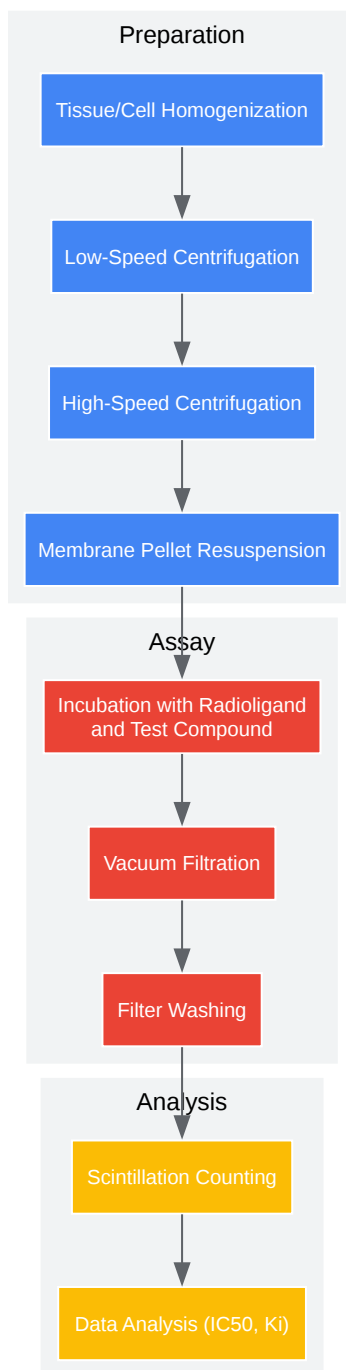 Preparation
Tissue/Cell Homogenization
Low-Speed Centrifugation
High-Speed Centrifugation
Membrane Pellet Resuspension
Assay
Incubation with Radioligand
and Test Compound
Vacuum Filtration
Filter Washing
Analysis
Scintillation Counting
Data Analysis (IC50, Ki)